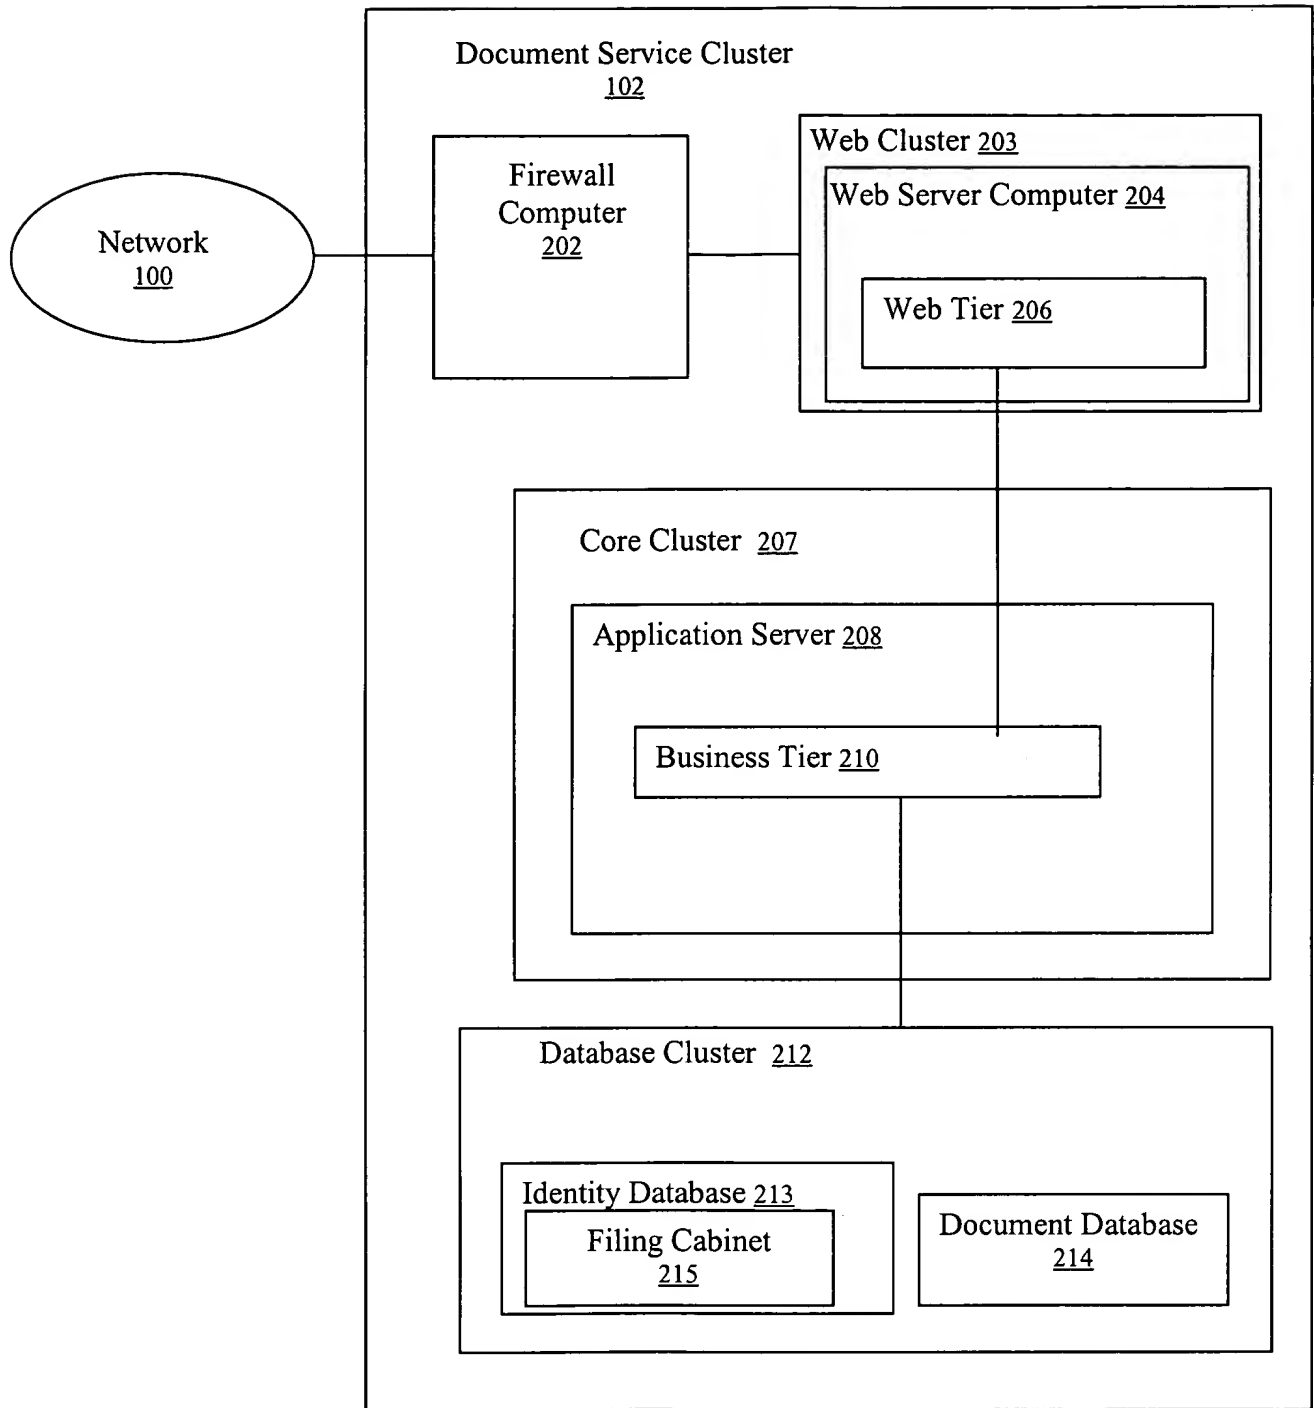 Document Service Cluster
102
Network
100
Firewall
Computer
202
Web Cluster 203
Web Server Computer 204
Web Tier 206
Core Cluster 207
Application Server 208
Business Tier 210
Database Cluster 212
Identity Database 213
Filing Cabinet
215
Document Database
214